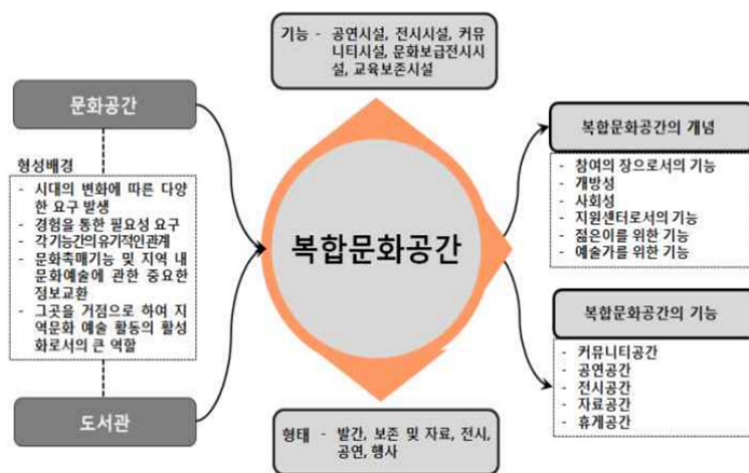 기능 - 공연시설, 전시시설, 커뮤
니티시설, 문화보급전시시
설, 교육보존시설
문화공간
형성배경
- 시대의 변화에 따른 다양
한 요구 발생
- 경험을 통한 필요성 요구
- 각 기능간의 유기적인 관계
- 문화촉매기능 및 지역 내
문화예술에 관한 중요한
정보교환
- 그곳을 거점으로 하여 지
역문화 예술 활동의 활성
화로서의 큰 역할
도서관
복합문화공간
복합문화공간의 개념
- 참여의 장으로서의 기능
- 개방성
- 사회성
- 지원센터로서의 기능
- 젊은이를 위한 기능
- 예술가를 위한 기능
복합문화공간의 기능
- 커뮤니티공간
- 공연공간
- 전시공간
- 자료공간
- 휴게공간
형태 - 발간, 보존 및 자료, 전시,
공연, 행사